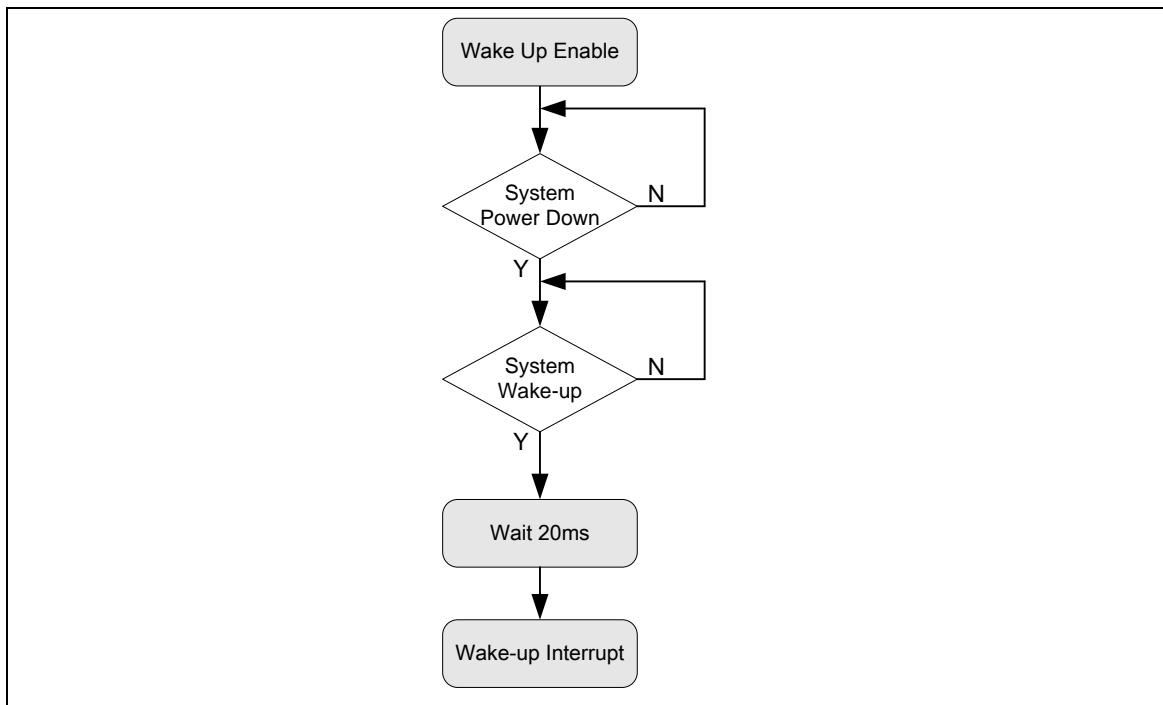 Wake Up Enable
System
Power Down
N
Y
System
Wake-up
N
Y
Wait 20ms
Wake-up Interrupt